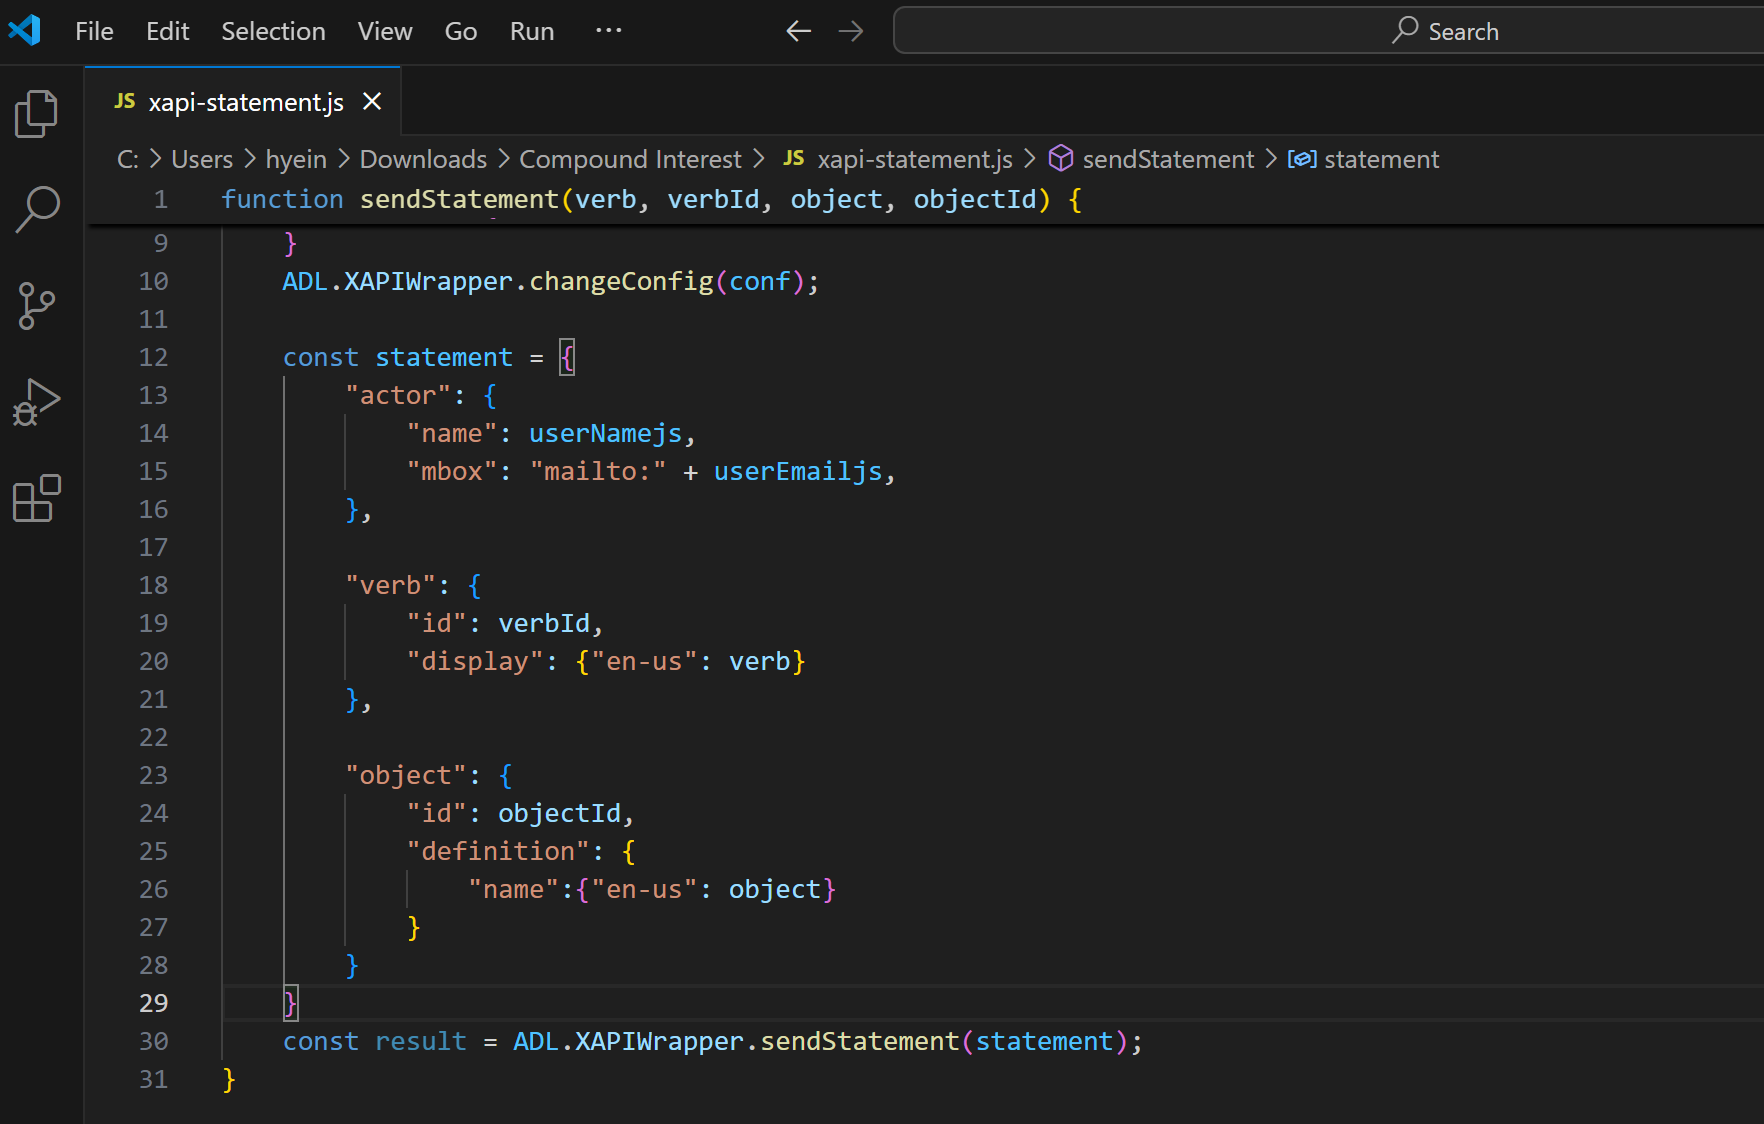 File Edit Selection View Go Run ··· Search
JS xapi-statement.js
C: > Users > hyein > Downloads > Compound Interest > JS xapi-statement.js > sendStatement > statement
1 function sendStatement(verb, verbId, object, objectId) {
9 }
10 ADL.XAPIWrapper.changeConfig(conf);
11
12 const statement = {
13 "actor": {
14 "name": userNamejs,
15 "mbox": "mailto:" + userEmailjs,
16 },
17
18 "verb": {
19 "id": verbId,
20 "display": {"en-us": verb}
21 },
22
23 "object": {
24 "id": objectId,
25 "definition": {
26 "name":{"en-us": object}
27 }
28 }
29 }
30 const result = ADL.XAPIWrapper.sendStatement(statement);
31 }